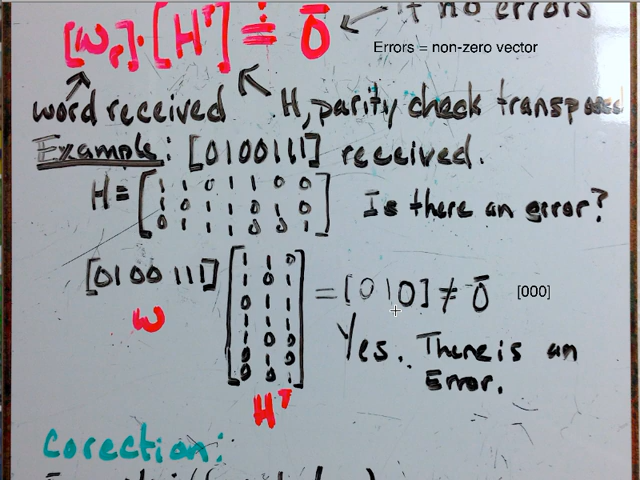 [wr]·[Hᵀ] ≟ 0̄ if no errors
Errors = non-zero vector
word received H, parity check transposed
Example: [0100111] received.
H = [1 1 0 1 1 0 0
1 0 1 1 0 1 0
0 1 1 1 0 0 1]
Is there an error?
[0100111]
w
[1 1 0
1 0 1
0 1 1
1 1 1
1 0 0
0 1 0
0 0 1]
Hᵀ
= [010] ≠ 0̄ [000]
Yes. There is an
Error.
Corection: